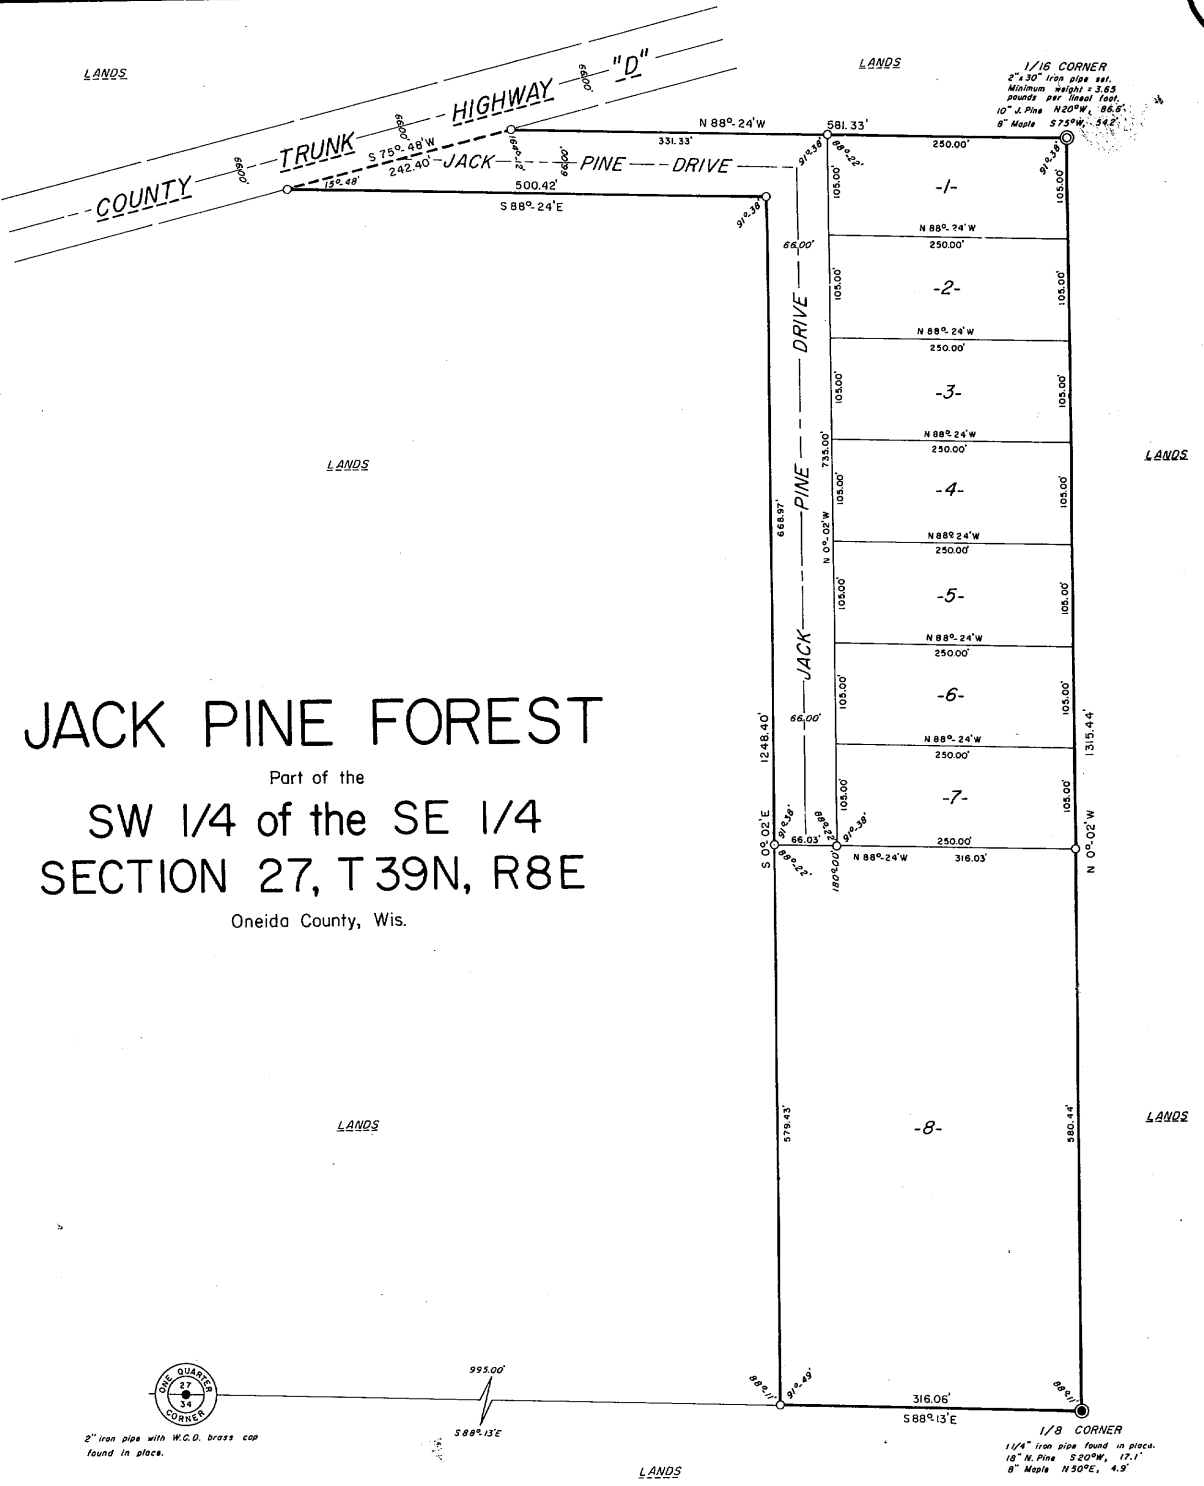 LANDS
COUNTY TRUNK HIGHWAY "D"
66.00'
66.00'
66.00'
LANDS
1/16 CORNER
2" x 30" Iron pipe set.
Minimum weight = 3.65
pounds per lineal foot.
10" J. Pine N20°W, 86.6'
8" Maple S75°W, 54.2'
N 88°-24'W
581.33'
331.33'
250.00'
S 75°-48'W
242.40'
164°-12'
66.00'
JACK PINE DRIVE
91°-38'
88°-22'
91°-38'
15°-48'
500.42'
S 88°-24'E
91°-38'
105.00'
-1-
105.00'
N 88°-24'W
250.00'
66.00'
105.00'
-2-
105.00'
N 88°-24'W
250.00'
105.00'
-3-
105.00'
N 88°-24'W
250.00'
735.00'
LANDS
LANDS
105.00'
-4-
105.00'
668.97'
N 0°-02'W
N 88° 24'W
250.00'
105.00'
-5-
105.00'
JACK PINE DRIVE
N 88°-24'W
250.00'
105.00'
-6-
105.00'
66.00'
1248.40'
1315.44'
N 88°-24'W
250.00'
105.00'
-7-
105.00'
JACK PINE FOREST
Part of the
SW 1/4 of the SE 1/4
SECTION 27, T39N, R8E
Oneida County, Wis.
S 0°-02'E
91°-38'
88°-22'
91°-38'
66.03'
250.00'
88°-22'
180°-00'
N 88°-24'W
316.03'
N 0°-02'W
579.43'
-8-
580.44'
LANDS
LANDS
ONE QUARTER CORNER
27
34
2" iron pipe with W.C.D. brass cap
found in place.
995.00'
S 88°-13'E
88°-11'
91°-49'
88°-11'
316.06'
S 88°-13'E
1/8 CORNER
1 1/4" iron pipe found in place.
18" N. Pine S20°W, 17.1'
8" Maple N50°E, 4.9'
LANDS